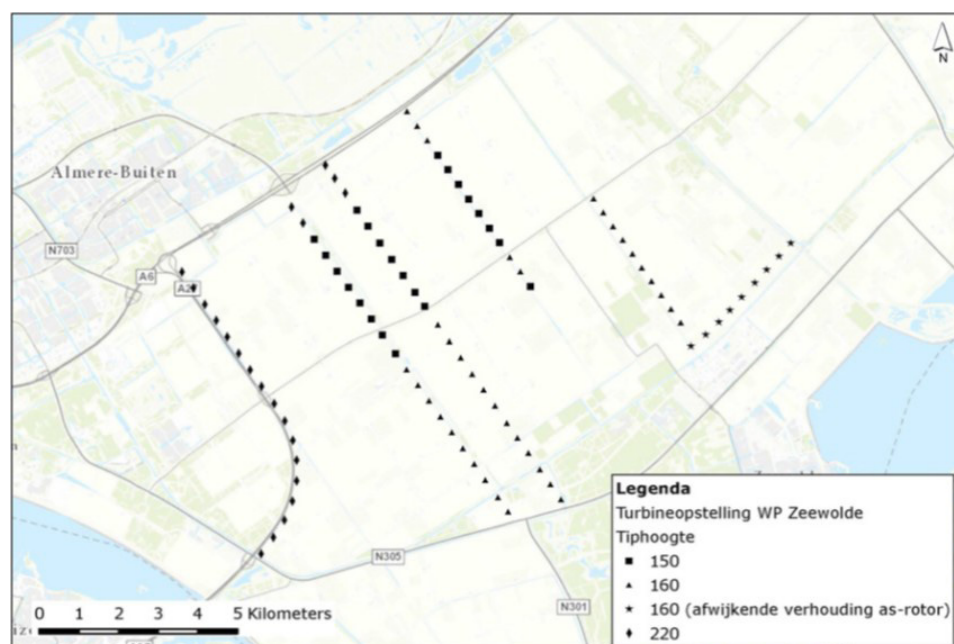 N
Almere-Buiten
N703
A6
N305
N301
Legenda
Turbineopstelling WP Zeewolde
Tiphoogte
150
160
160 (afwijkende verhouding as-rotor)
220
0 1 2 3 4 5 Kilometers